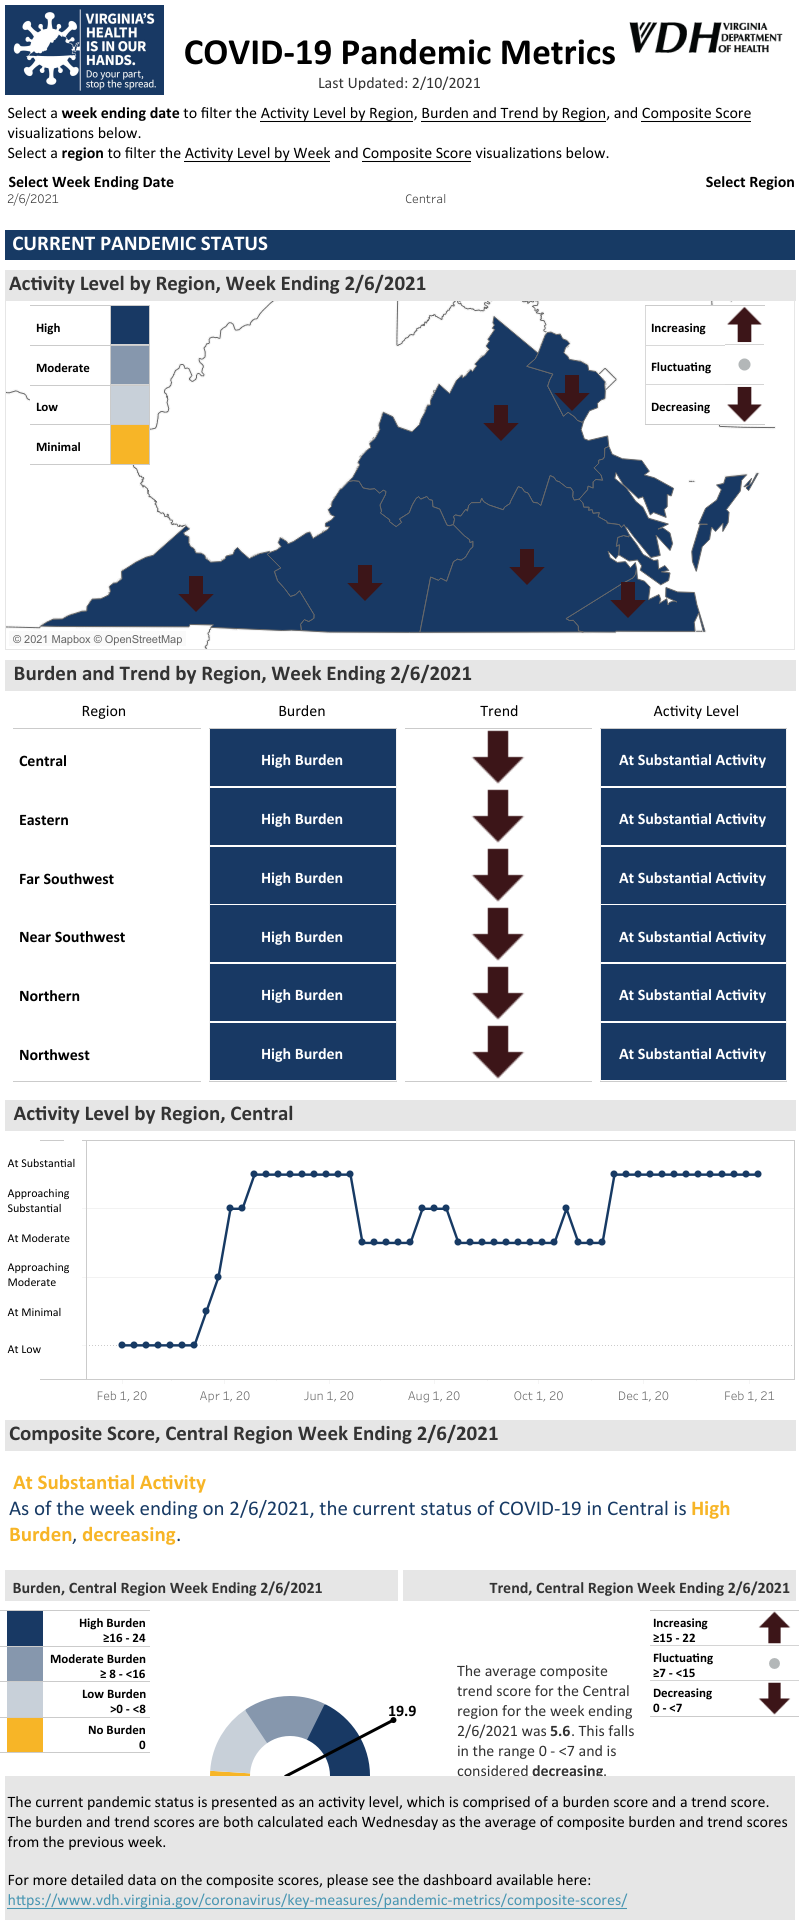 VIRGINIA'S
HEALTH
IS IN OUR
HANDS.
Do your part,
stop the spread.
COVID-19 Pandemic Metrics
Last Updated: 2/10/2021
VDH VIRGINIA
DEPARTMENT
OF HEALTH
Select a week ending date to filter the Activity Level by Region, Burden and Trend by Region, and Composite Score
visualizations below.
Select a region to filter the Activity Level by Week and Composite Score visualizations below.
Select Week Ending Date
2/6/2021
Select Region
Central
CURRENT PANDEMIC STATUS
Activity Level by Region, Week Ending 2/6/2021
High
Moderate
Low
Minimal
Increasing
Fluctuating
Decreasing
© 2021 Mapbox © OpenStreetMap
Burden and Trend by Region, Week Ending 2/6/2021
Region Burden Trend Activity Level
Central High Burden At Substantial Activity
Eastern High Burden At Substantial Activity
Far Southwest High Burden At Substantial Activity
Near Southwest High Burden At Substantial Activity
Northern High Burden At Substantial Activity
Northwest High Burden At Substantial Activity
Activity Level by Region, Central
At Substantial
Approaching
Substantial
At Moderate
Approaching
Moderate
At Minimal
At Low
Feb 1, 20 Apr 1, 20 Jun 1, 20 Aug 1, 20 Oct 1, 20 Dec 1, 20 Feb 1, 21
Composite Score, Central Region Week Ending 2/6/2021
At Substantial Activity
As of the week ending on 2/6/2021, the current status of COVID-19 in Central is High
Burden, decreasing.
Burden, Central Region Week Ending 2/6/2021
High Burden
≥16 - 24
Moderate Burden
≥ 8 - <16
Low Burden
>0 - <8
No Burden
0
19.9
Trend, Central Region Week Ending 2/6/2021
The average composite
trend score for the Central
region for the week ending
2/6/2021 was 5.6. This falls
in the range 0 - <7 and is
considered decreasing.
Increasing
≥15 - 22
Fluctuating
≥7 - <15
Decreasing
0 - <7
The current pandemic status is presented as an activity level, which is comprised of a burden score and a trend score.
The burden and trend scores are both calculated each Wednesday as the average of composite burden and trend scores
from the previous week.
For more detailed data on the composite scores, please see the dashboard available here:
https://www.vdh.virginia.gov/coronavirus/key-measures/pandemic-metrics/composite-scores/